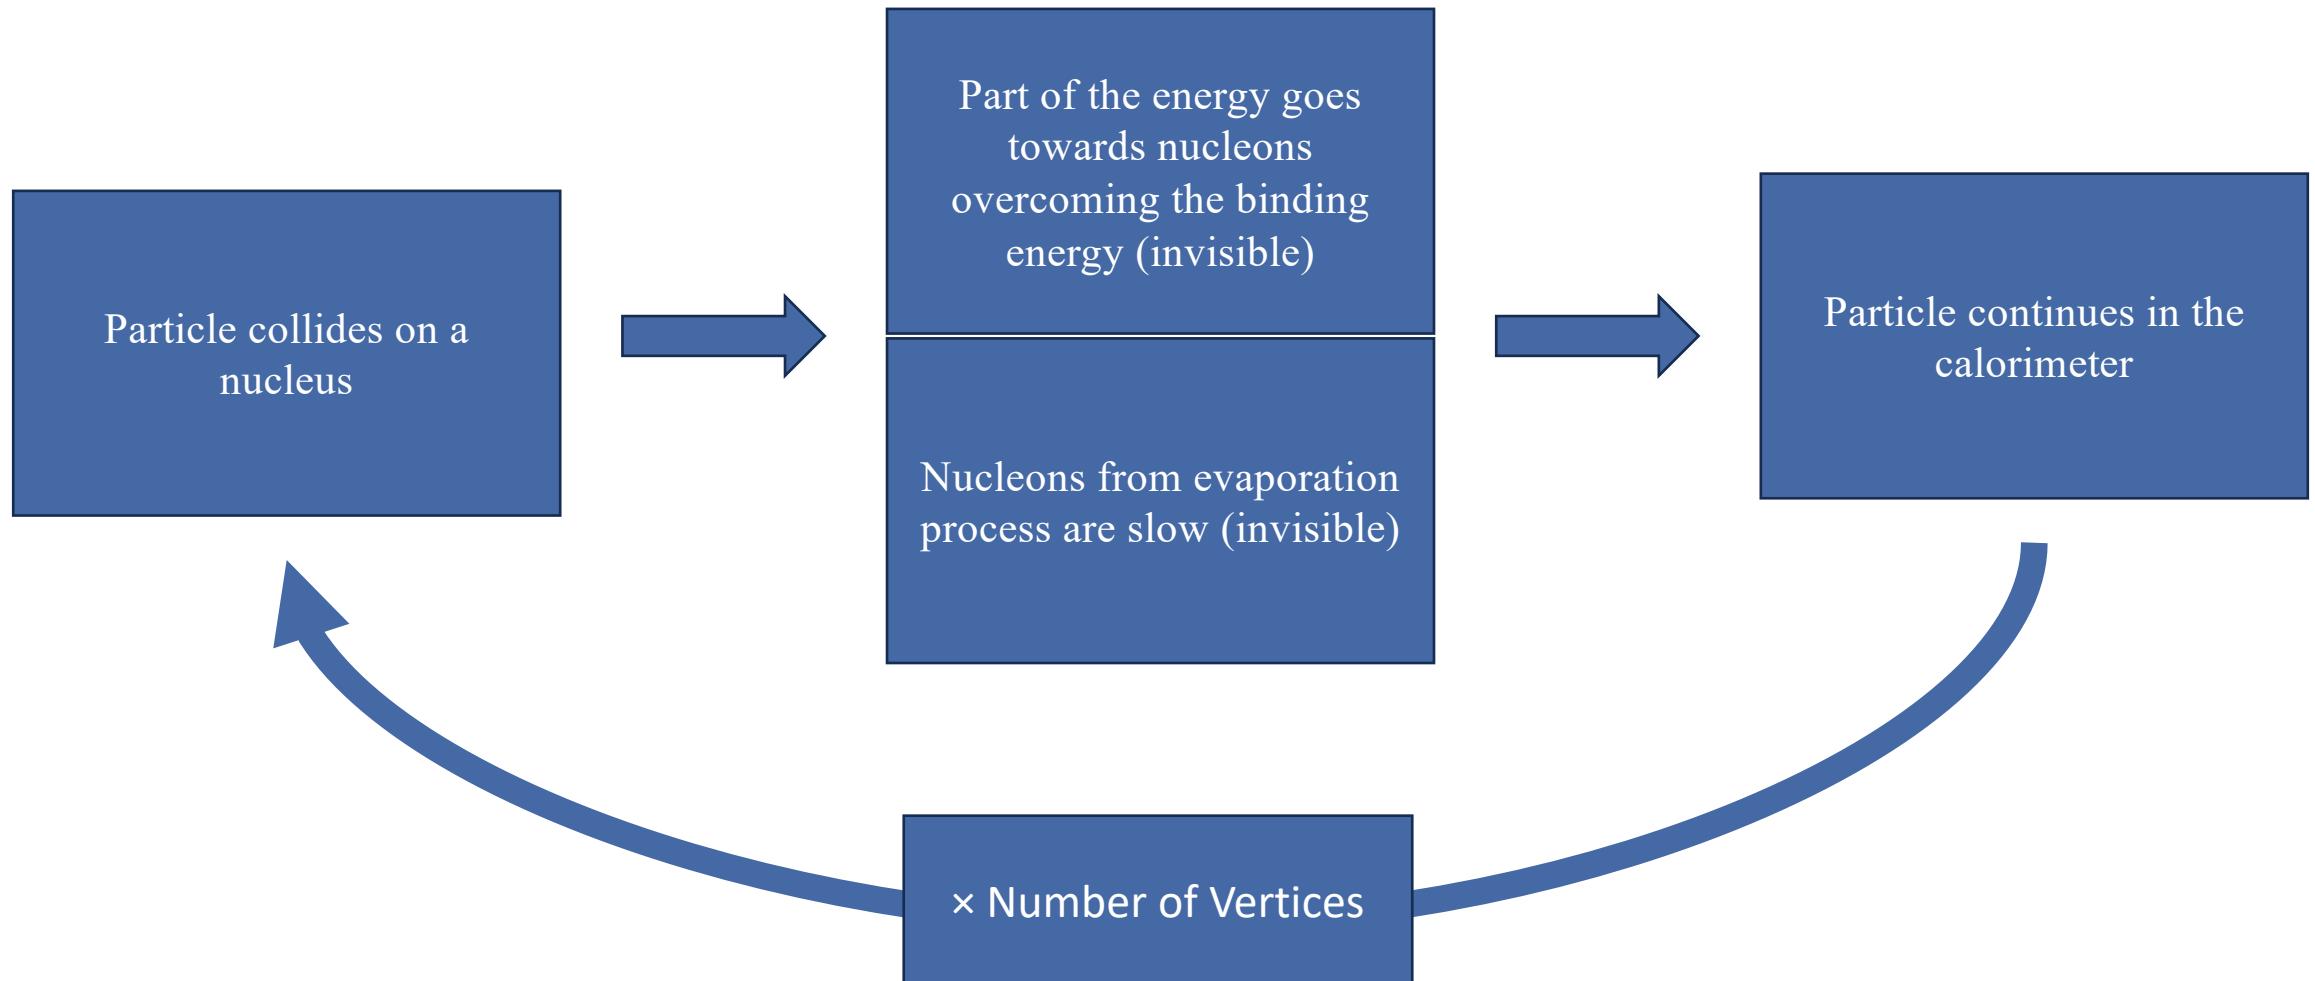 Particle collides on a
nucleus
Part of the energy goes
towards nucleons
overcoming the binding
energy (invisible)
Nucleons from evaporation
process are slow (invisible)
Particle continues in the
calorimeter
× Number of Vertices